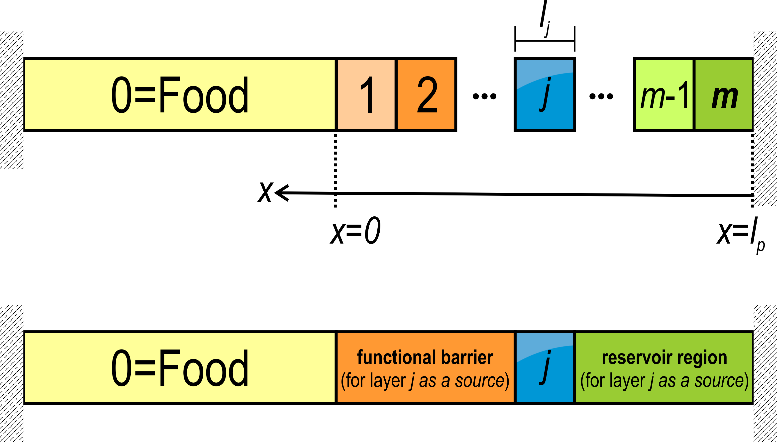 l_j
0=Food 1 2 ... j ... m-1 m
x
x=0 x=l_p
0=Food functional barrier j reservoir region
(for layer j as a source) (for layer j as a source)